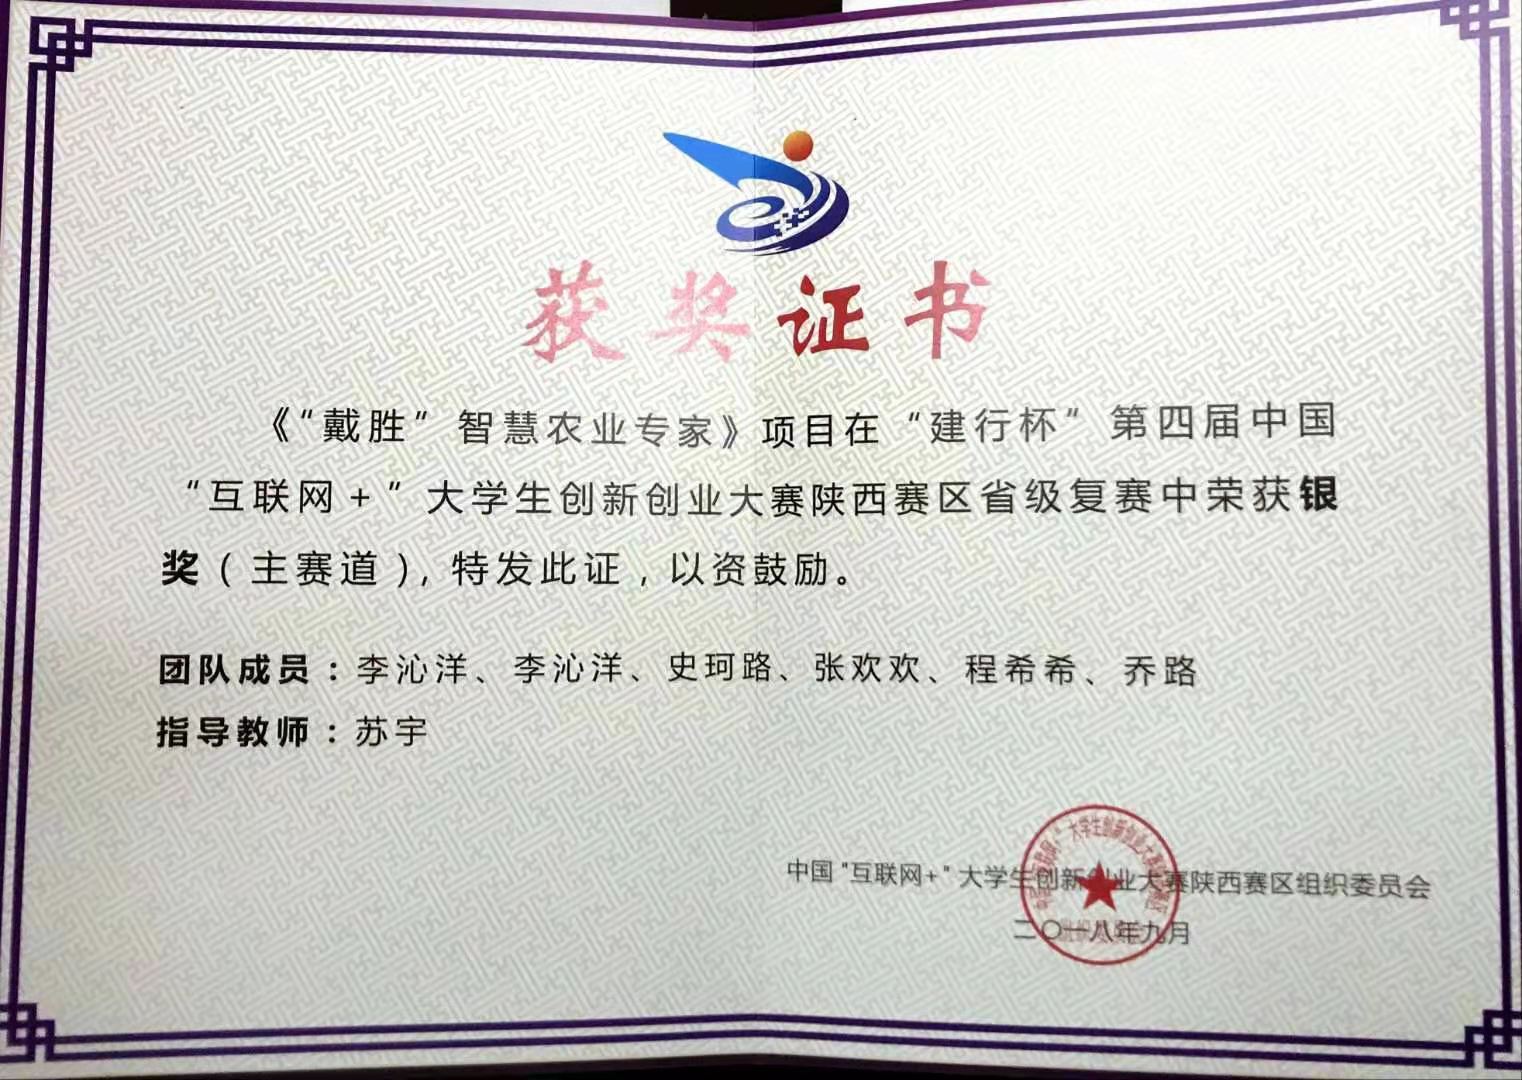 获奖证书
《“戴胜”智慧农业专家》项目在“建行杯“第四届中国
“互联网+”大学生创新创业大赛陕西赛区省级复赛中荣获银
奖(主赛道),特发此证,以资鼓励。
团队成员:李沁洋、李沁洋、史珂路、张欢欢、程希希、乔路
指导教师:苏宇
中国"互联网+"大学生创新创业大赛陕西赛区组织委员会
二〇一八年九月